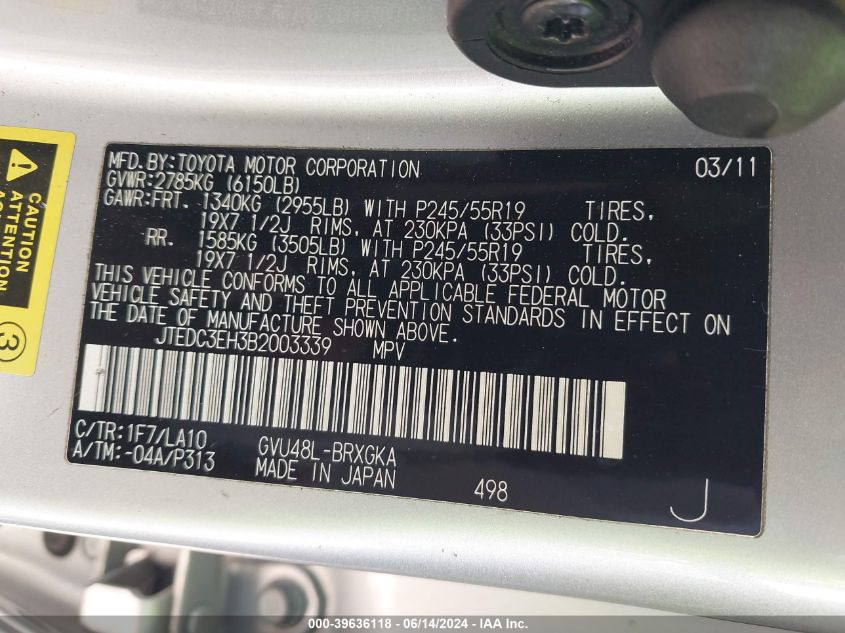 MFD.BY:TOYOTA MOTOR CORPORATION 03/11
GVWR:2785KG (6150LB)
GAWR:FRT. 1340KG (2955LB) WITH P245/55R19 TIRES,
19X7 1/2J RIMS, AT 230KPA (33PSI) COLD.
RR. 1585KG (3505LB) WITH P245/55R19 TIRES,
19X7 1/2J RIMS, AT 230KPA (33PSI) COLD.
THIS VEHICLE CONFORMS TO ALL APPLICABLE FEDERAL MOTOR
VEHICLE SAFETY AND THEFT PREVENTION STANDARDS IN EFFECT ON
THE DATE OF MANUFACTURE SHOWN ABOVE.
JTEDC3EH3B2003339 MPV
C/TR:1F7/LA10 GVU48L-BRXGKA
A/TM:-04A/P313 MADE IN JAPAN 498 J
CAUTION
ATTENTION
3
000-39636118 - 06/14/2024 - IAA Inc.